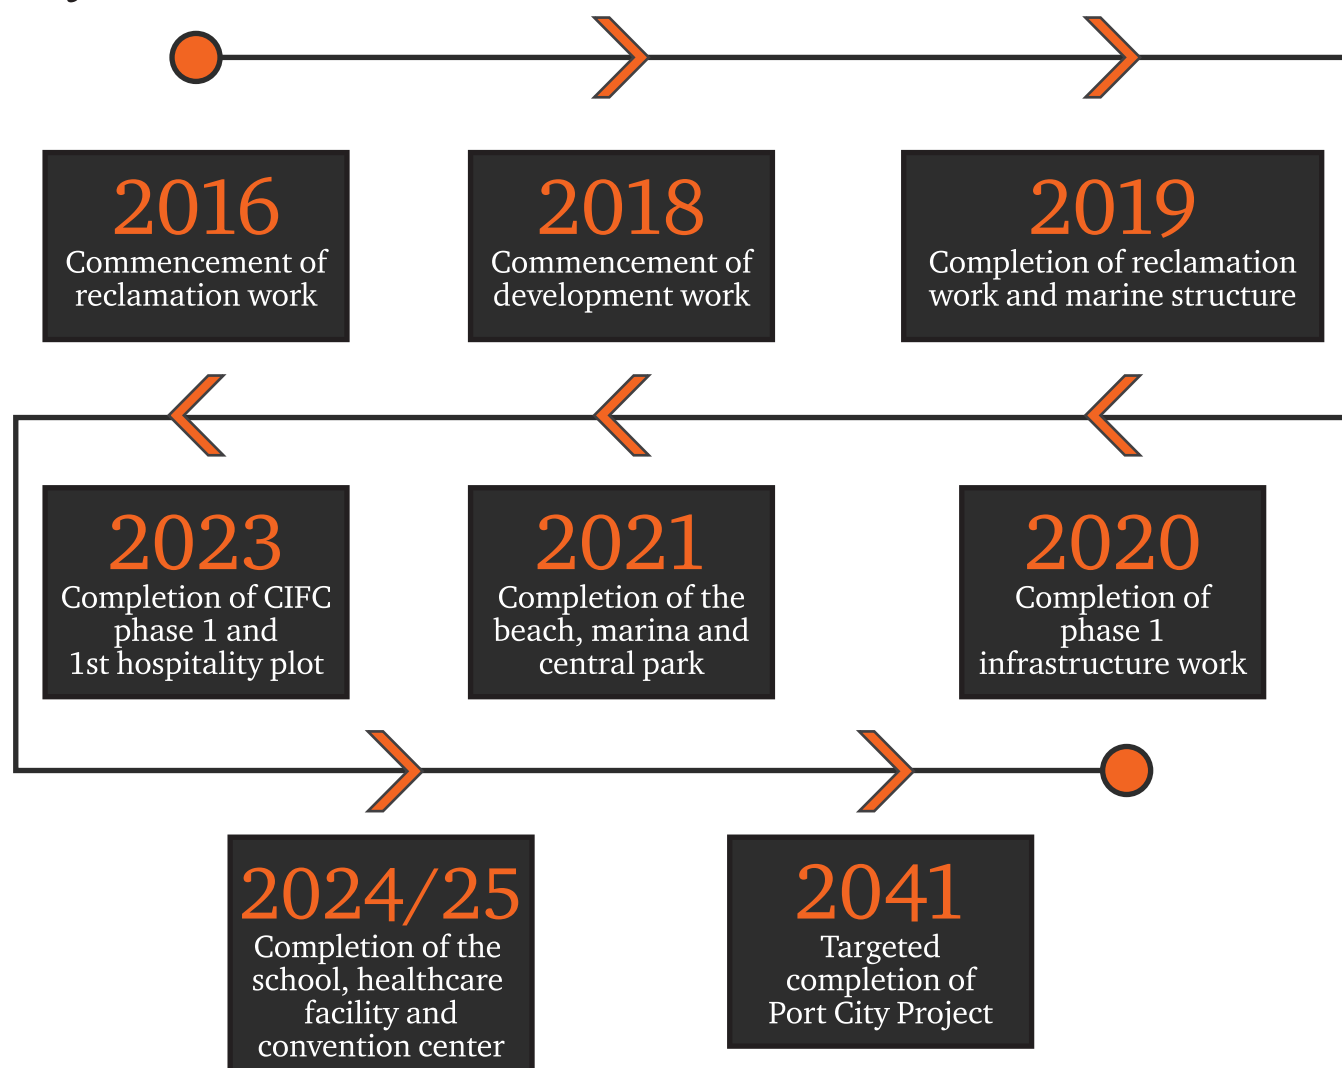 2016
Commencement of
reclamation work
2018
Commencement of
development work
2019
Completion of reclamation
work and marine structure
2023
Completion of CIFC
phase 1 and
1st hospitality plot
2021
Completion of the
beach, marina and
central park
2020
Completion of
phase 1
infrastructure work
2024/25
Completion of the
school, healthcare
facility and
convention center
2041
Targeted
completion of
Port City Project